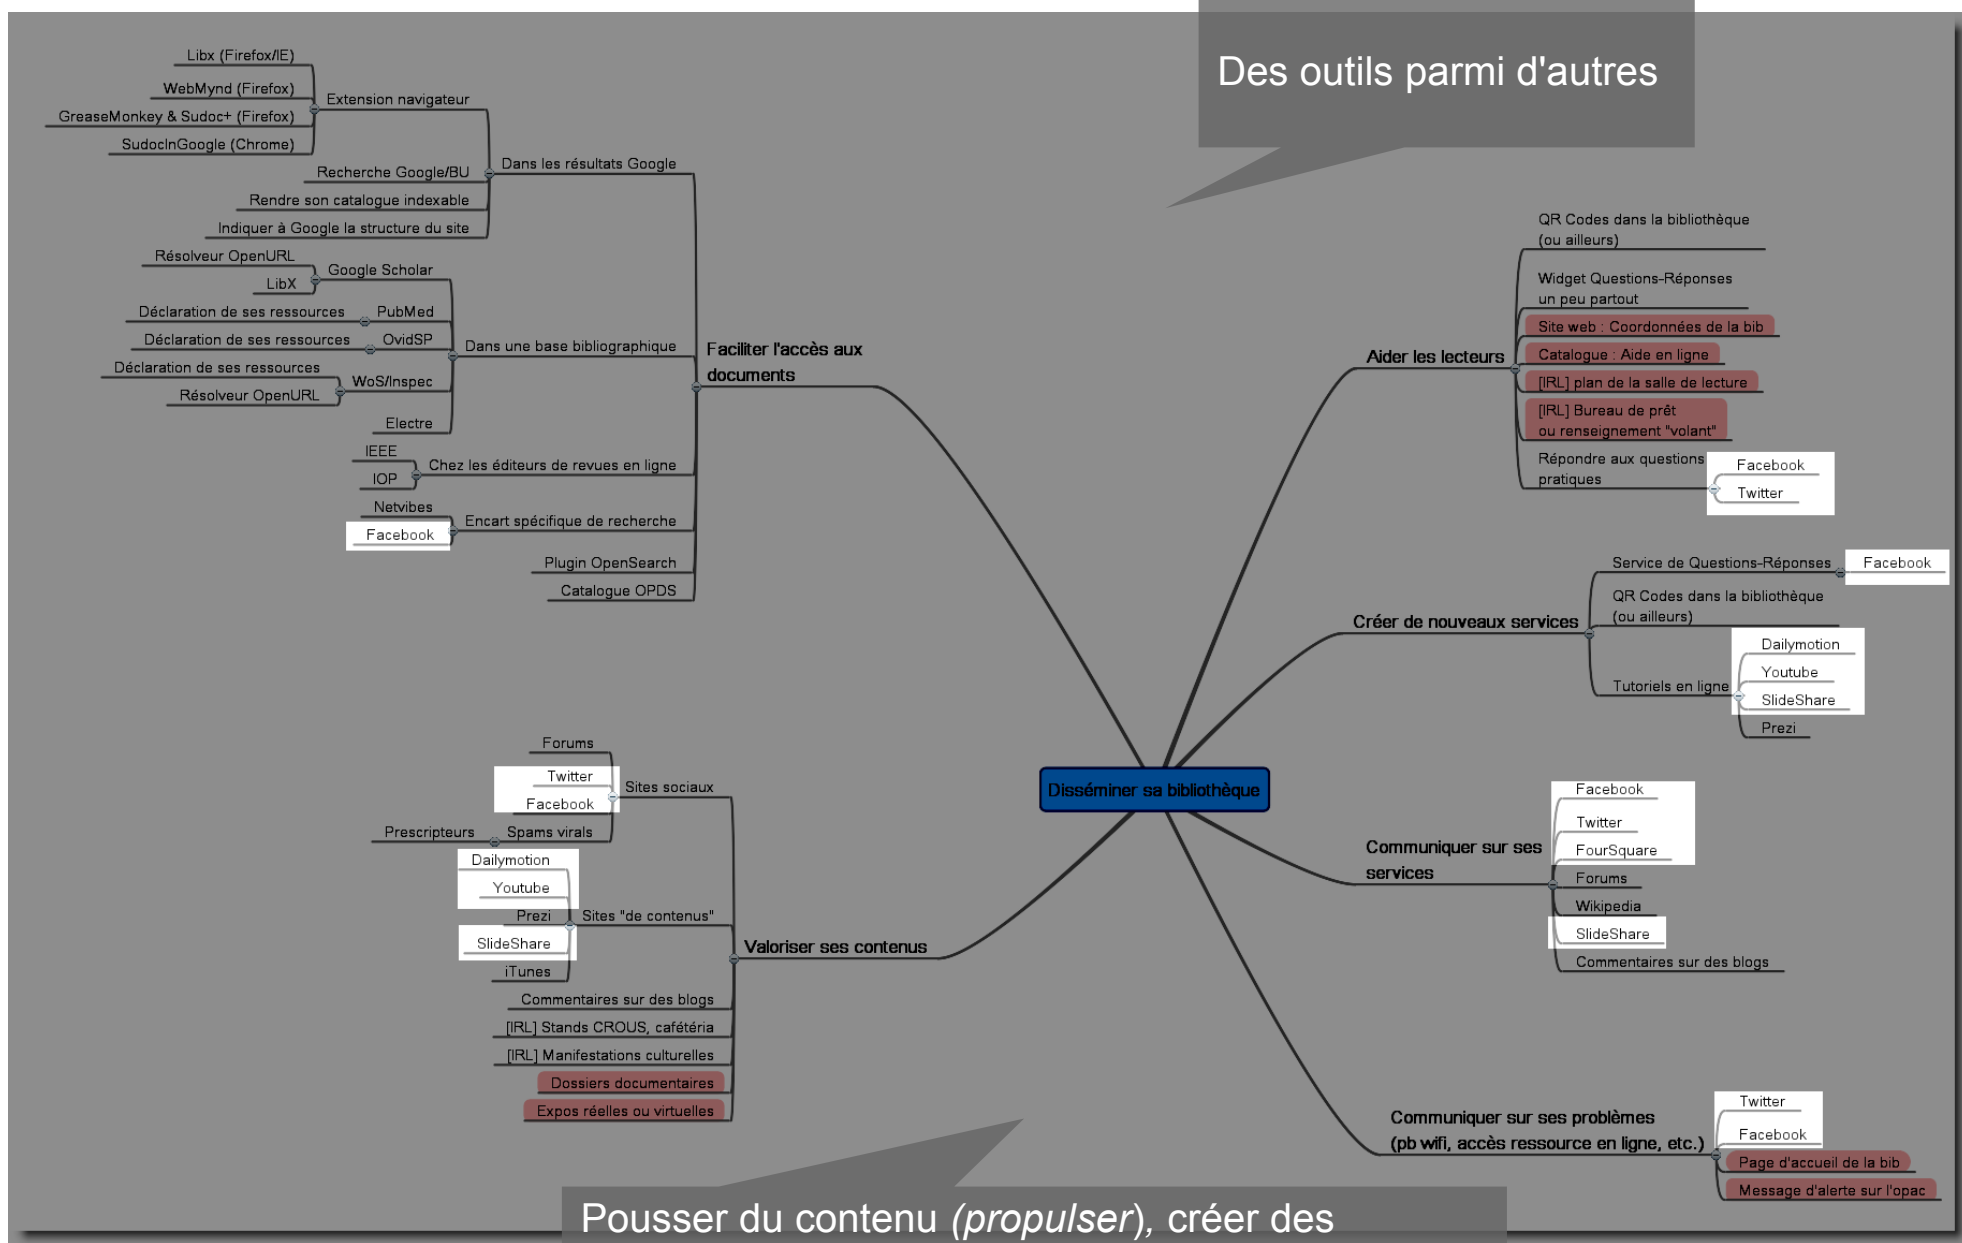 Des outils parmi d'autres
Libx (Firefox/IE)
WebMynd (Firefox)
GreaseMonkey & Sudoc+ (Firefox)
SudocInGoogle (Chrome)
Extension navigateur
Recherche Google/BU
Rendre son catalogue indexable
Indiquer à Google la structure du site
Dans les résultats Google
Résolveur OpenURL
LibX
Google Scholar
Déclaration de ses ressources
PubMed
Déclaration de ses ressources
OvidSP
Déclaration de ses ressources
Résolveur OpenURL
WoS/Inspec
Electre
Dans une base bibliographique
IEEE
IOP
Chez les éditeurs de revues en ligne
Netvibes
Facebook
Encart spécifique de recherche
Plugin OpenSearch
Catalogue OPDS
Faciliter l'accès aux
documents
Forums
Twitter
Facebook
Prescripteurs
Spams virals
Sites sociaux
Dailymotion
Youtube
Prezi
SlideShare
iTunes
Sites "de contenus"
Commentaires sur des blogs
[IRL] Stands CROUS, cafétéria
[IRL] Manifestations culturelles
Dossiers documentaires
Expos réelles ou virtuelles
Valoriser ses contenus
Disséminer sa bibliothèque
Aider les lecteurs
QR Codes dans la bibliothèque
(ou ailleurs)
Widget Questions-Réponses
un peu partout
Site web : Coordonnées de la bib
Catalogue : Aide en ligne
[IRL] plan de la salle de lecture
[IRL] Bureau de prêt
ou renseignement "volant"
Répondre aux questions
pratiques
Facebook
Twitter
Créer de nouveaux services
Service de Questions-Réponses
Facebook
QR Codes dans la bibliothèque
(ou ailleurs)
Tutoriels en ligne
Dailymotion
Youtube
SlideShare
Prezi
Communiquer sur ses
services
Facebook
Twitter
FourSquare
Forums
Wikipedia
SlideShare
Commentaires sur des blogs
Communiquer sur ses problèmes
(pb wifi, accès ressource en ligne, etc.)
Twitter
Facebook
Page d'accueil de la bib
Message d'alerte sur l'opac
Pousser du contenu (propulser), créer des